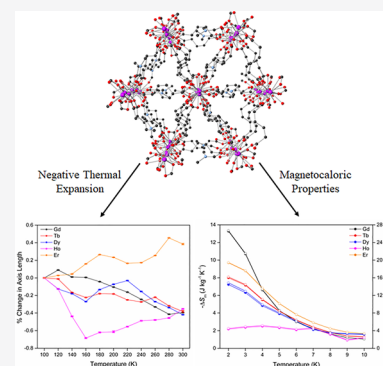 Negative Thermal
Expansion
Magnetocaloric
Properties
% Change in Axis Length
0.6
0.4
0.2
0.0
-0.2
-0.4
-0.6
-0.8
Gd
Tb
Dy
Ho
Er
100 120 140 160 180 200 220 240 260 280 300
Temperature (K)
-ΔSm (J kg-1 K-1)
14
12
10
8
6
4
2
0
Gd
Tb
Dy
Ho
Er
28
24
20
16
12
8
4
0
2 3 4 5 6 7 8 9 10
Temperature (K)